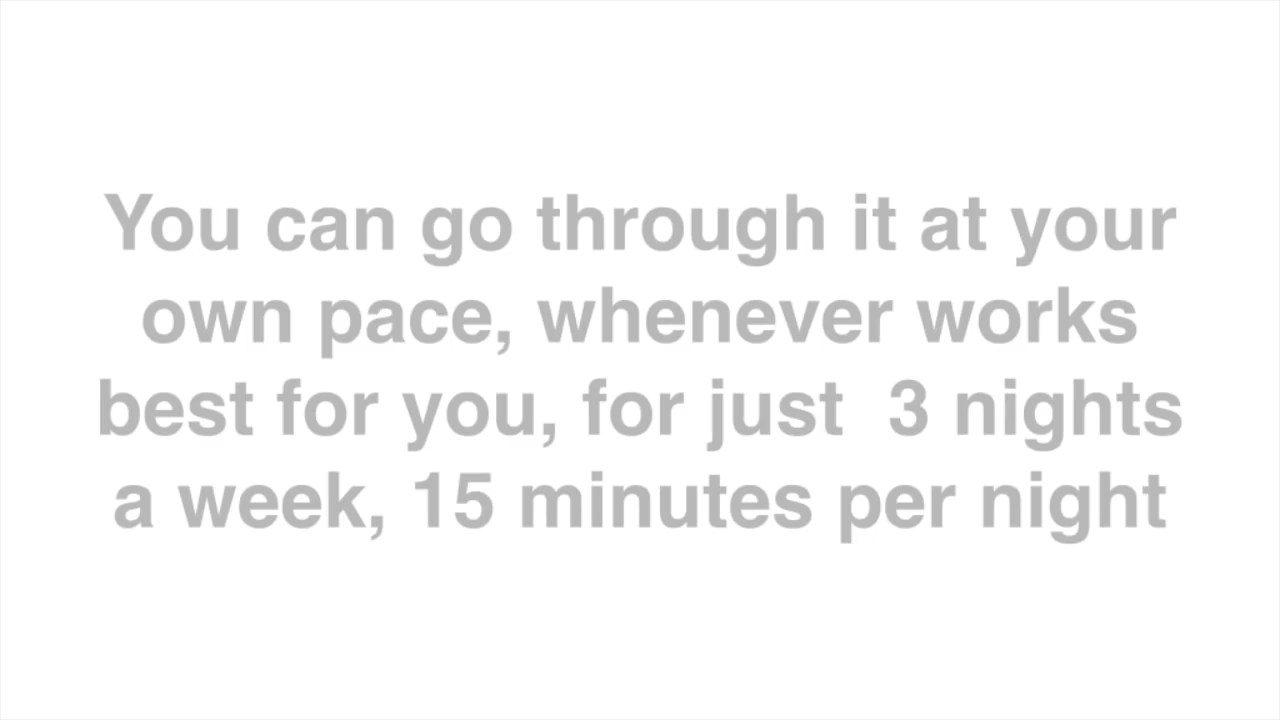 You can go through it at your
own pace, whenever works
best for you, for just  3 nights
a week, 15 minutes per night